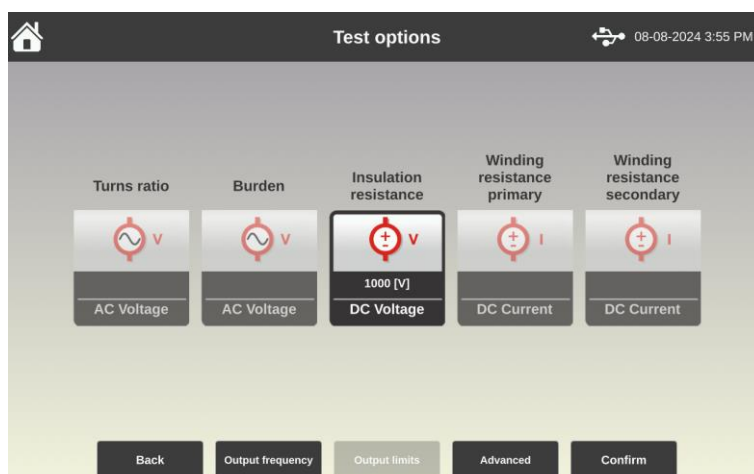 Test options
08-08-2024 3:55 PM
Turns ratio
Burden
Insulation
resistance
Winding
resistance
primary
Winding
resistance
secondary
V
V
V
I
I
1000 [V]
AC Voltage
AC Voltage
DC Voltage
DC Current
DC Current
Back
Output frequency
Output limits
Advanced
Confirm